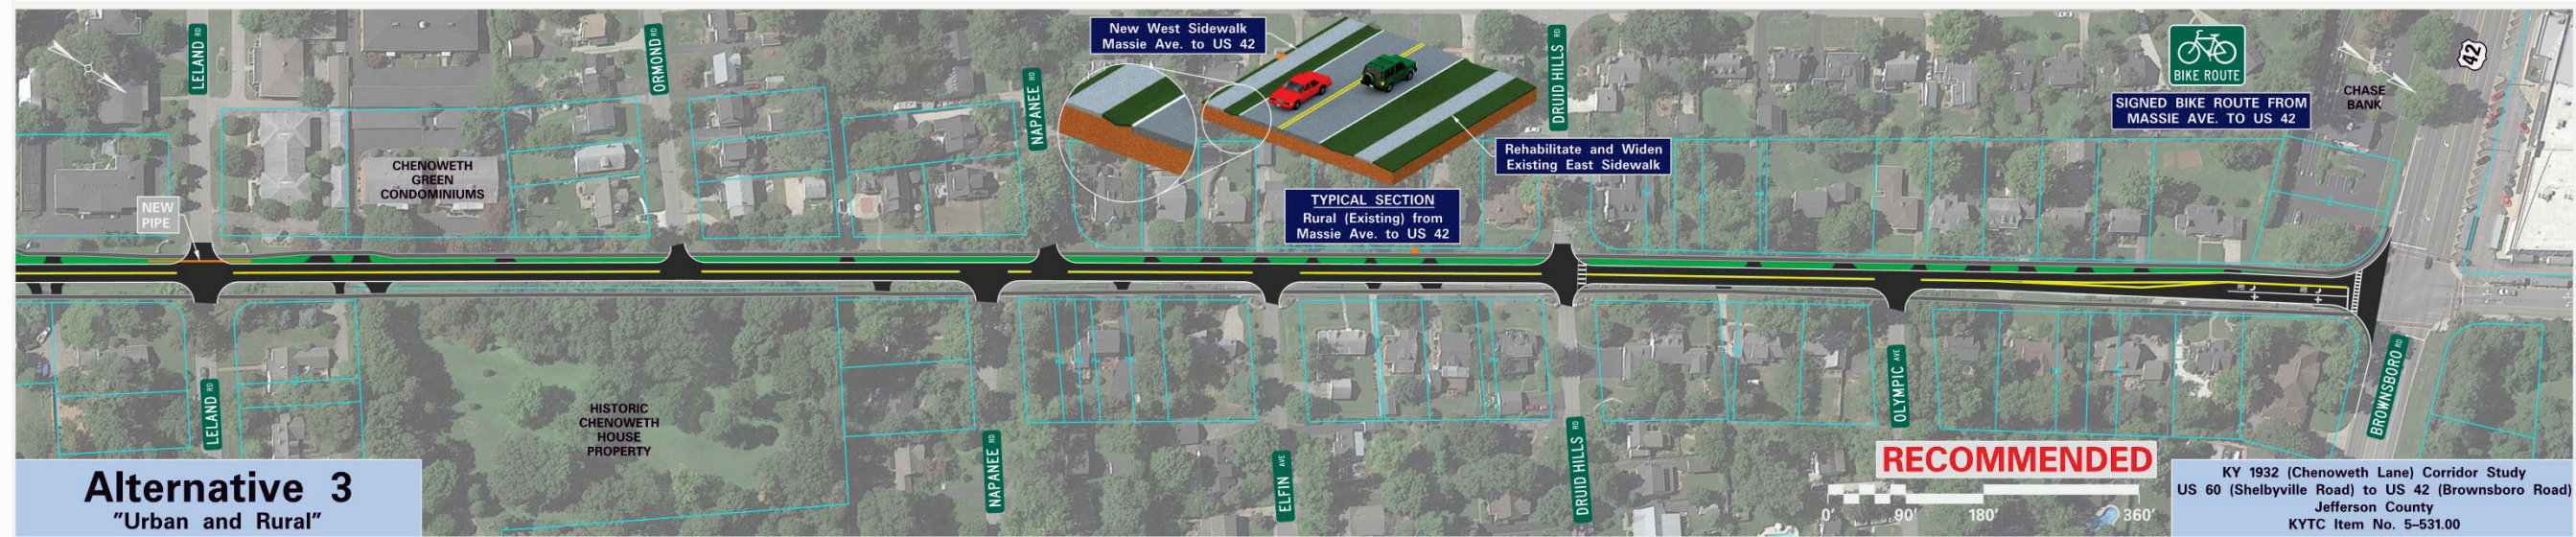 LELAND RD
ORMOND RD
NAPANEE RD
New West Sidewalk
Massie Ave. to US 42
DRUID HILLS RD
BIKE ROUTE
SIGNED BIKE ROUTE FROM
MASSIE AVE. TO US 42
CHASE
BANK
42
CHENOWETH
GREEN
CONDOMINIUMS
NEW
PIPE
Rehabilitate and Widen
Existing East Sidewalk
TYPICAL SECTION
Rural (Existing) from
Massie Ave. to US 42
LELAND RD
HISTORIC
CHENOWETH
HOUSE
PROPERTY
NAPANEE RD
ELFIN AVE
DRUID HILLS RD
OLYMPIC AVE
BROWNSBORO RD
Alternative 3
"Urban and Rural"
RECOMMENDED
0' 90' 180' 360'
KY 1932 (Chenoweth Lane) Corridor Study
US 60 (Shelbyville Road) to US 42 (Brownsboro Road)
Jefferson County
KYTC Item No. 5–531.00